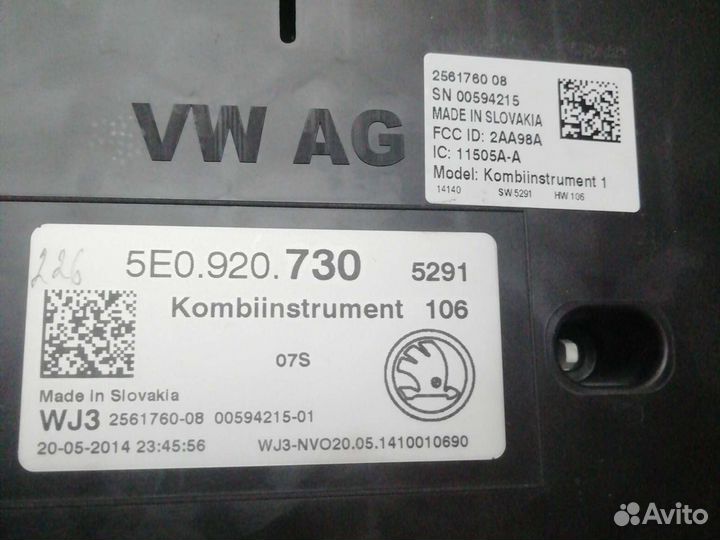 VW AG
2561760 08
SN 00594215
MADE IN SLOVAKIA
FCC ID: 2AA98A
IC: 11505A-A
Model: Kombiinstrument 1
14140 SW 5291 HW 106
226
5E0.920.730 5291
Kombiinstrument 106
07S
Made in Slovakia
WJ3 2561760-08 00594215-01
20-05-2014 23:45:56 WJ3-NVO20.05.1410010690
Avito